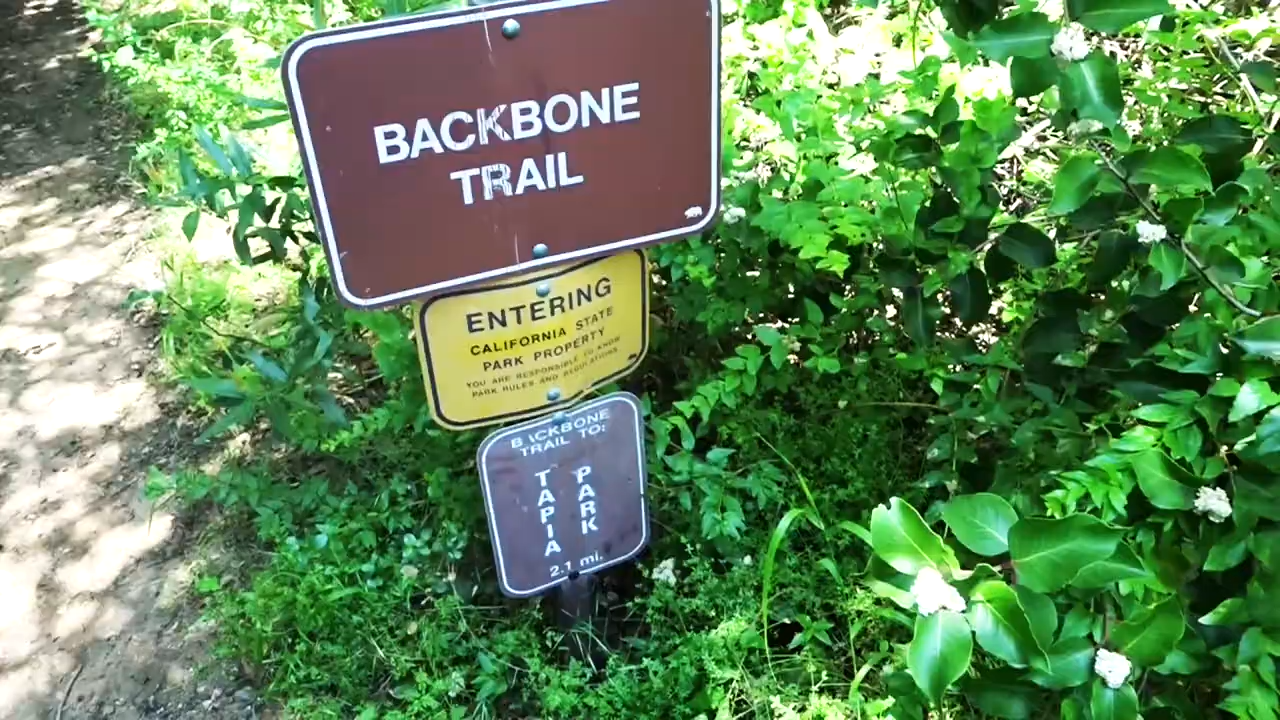 BACKBONE
TRAIL
ENTERING
CALIFORNIA STATE
PARK PROPERTY
YOU ARE RESPONSIBLE TO KNOW
PARK RULES AND REGULATIONS
BACKBONE
TRAIL TO:
TAPIA
PARK
2.1 mi.